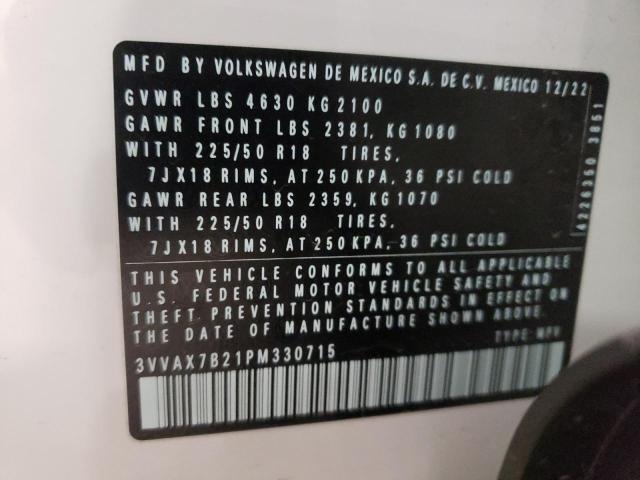 MFD BY VOLKSWAGEN DE MEXICO S.A. DE C.V. MEXICO 12/22
GVWR LBS 4630 KG 2100
GAWR FRONT LBS 2381, KG 1080
WITH 225/50 R18 TIRES,
7JX18 RIMS, AT 250 KPA, 36 PSI COLD
GAWR REAR LBS 2359, KG 1070
WITH 225/50 R18 TIRES,
7JX18 RIMS, AT 250 KPA, 36 PSI COLD
THIS VEHICLE CONFORMS TO ALL APPLICABLE
U.S. FEDERAL MOTOR VEHICLE SAFETY AND
THEFT PREVENTION STANDARDS IN EFFECT ON
THE DATE OF MANUFACTURE SHOWN ABOVE.
3VVAX7B21PM330715 TYPE: MPV
4226350 3851